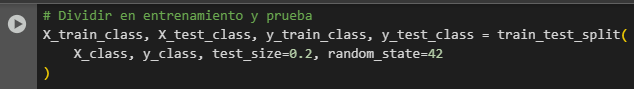 # Dividir en entrenamiento y prueba
X_train_class, X_test_class, y_train_class, y_test_class = train_test_split(
    X_class, y_class, test_size=0.2, random_state=42
)